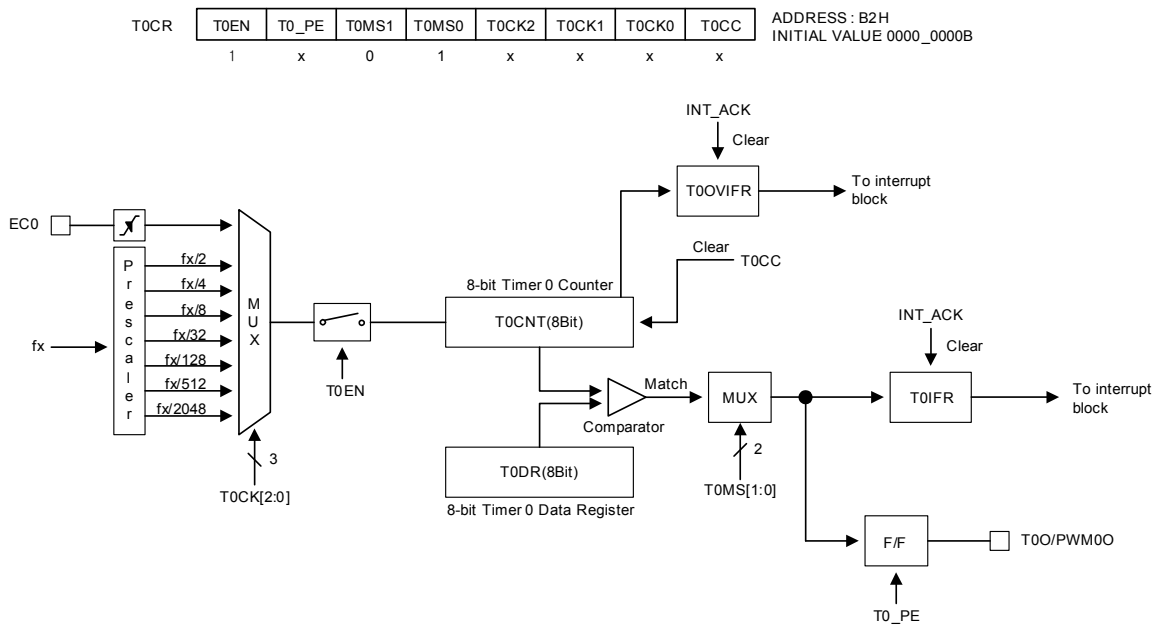 T0CR T0EN T0_PE T0MS1 T0MS0 T0CK2 T0CK1 T0CK0 T0CC
ADDRESS : B2H
INITIAL VALUE 0000_0000B
1 x 0 1 x x x x
INT_ACK
Clear
T0OVIFR
To interrupt
block
EC0
Prescaler
fx
fx/2
fx/4
fx/8
fx/32
fx/128
fx/512
fx/2048
MUX
3
T0CK[2:0]
T0EN
8-bit Timer 0 Counter
T0CNT(8Bit)
Clear
T0CC
Match
Comparator
T0DR(8Bit)
8-bit Timer 0 Data Register
MUX
2
T0MS[1:0]
INT_ACK
Clear
T0IFR
To interrupt
block
F/F
T0O/PWM0O
T0_PE